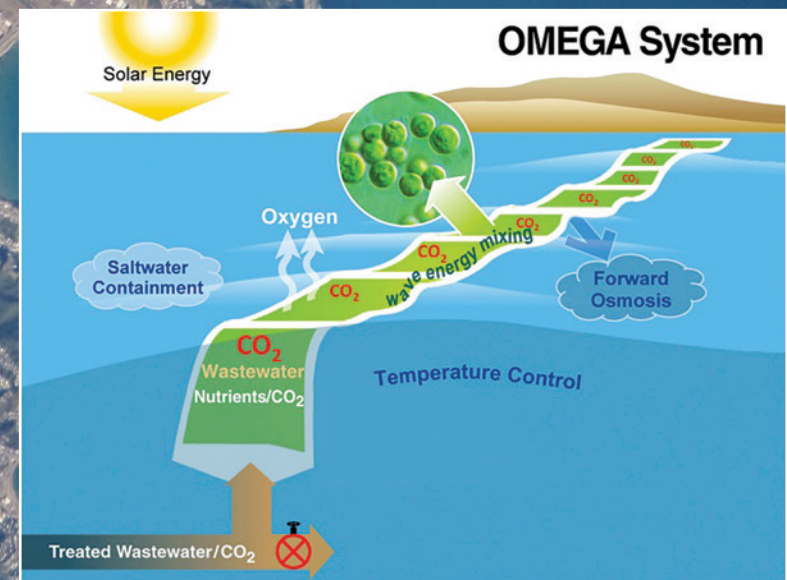 OMEGA System
Solar Energy
CO₂
CO₂
CO₂
CO₂
CO₂
Oxygen
CO₂
wave energy mixing
Saltwater
Containment
Forward
Osmosis
CO₂
CO₂
Wastewater
Nutrients/CO₂
Temperature Control
Treated Wastewater/CO₂